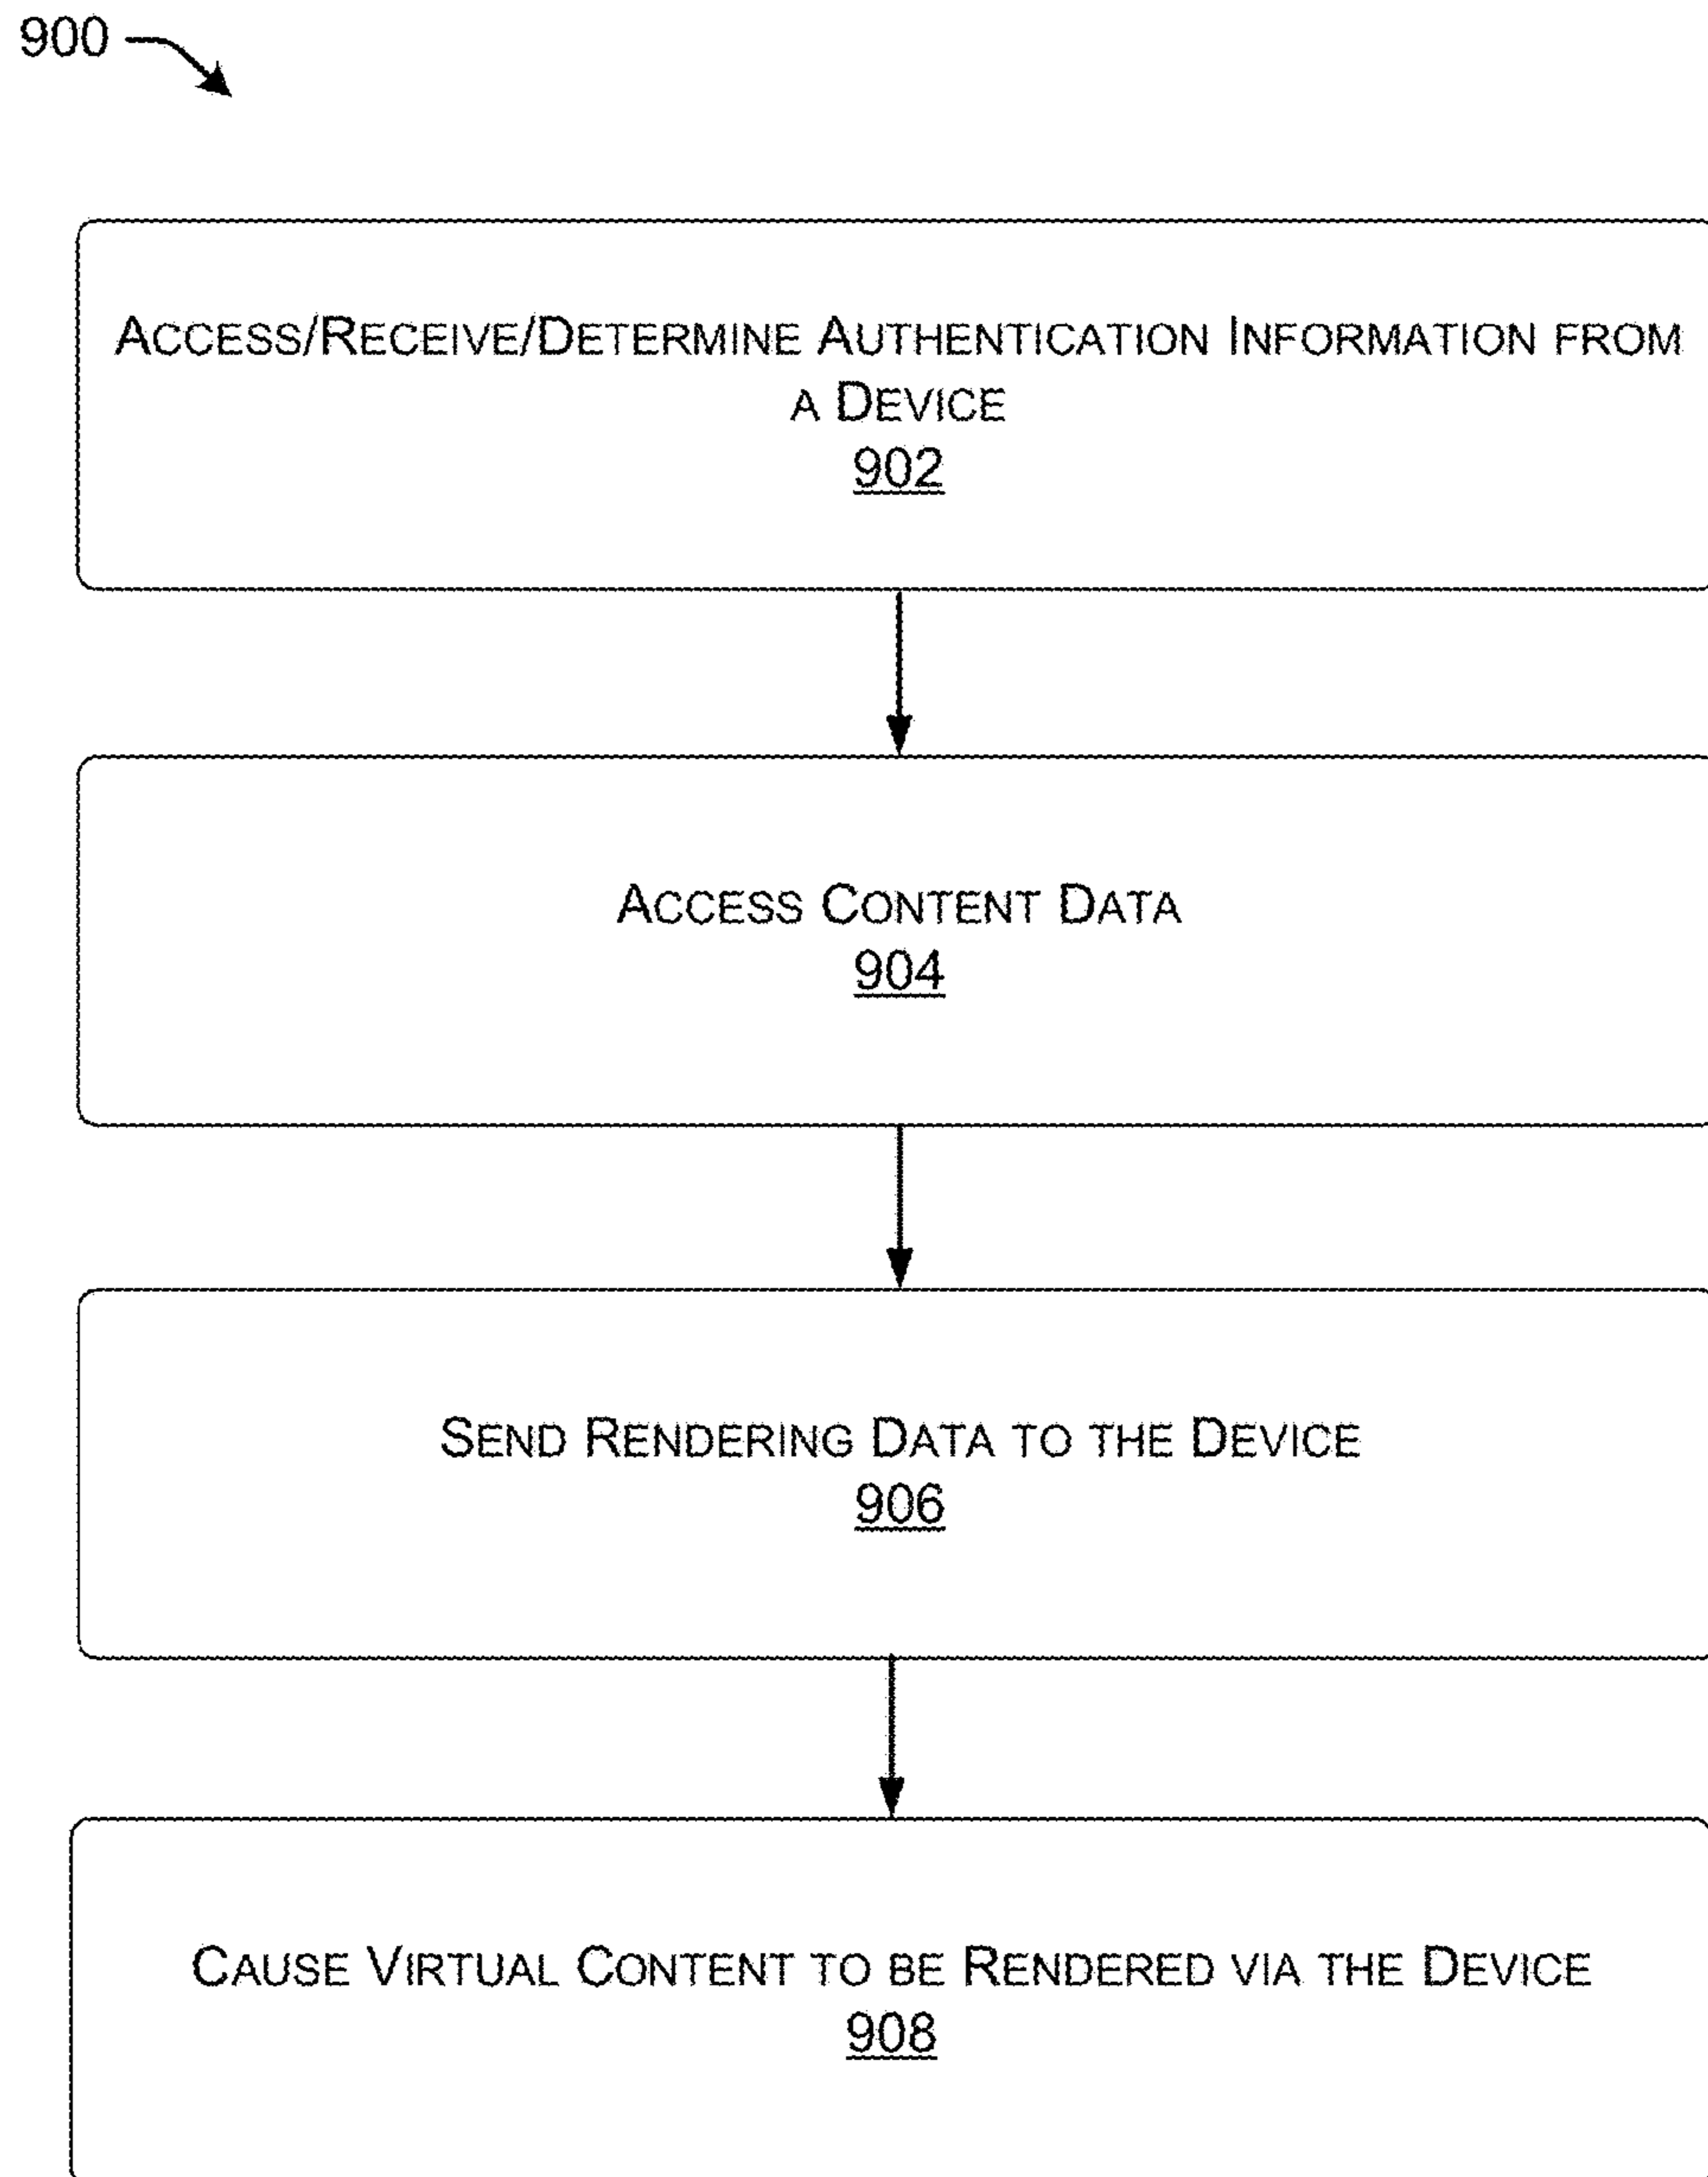 900
ACCESS/RECEIVE/DETERMINE AUTHENTICATION INFORMATION FROM
A DEVICE
902
ACCESS CONTENT DATA
904
SEND RENDERING DATA TO THE DEVICE
906
CAUSE VIRTUAL CONTENT TO BE RENDERED VIA THE DEVICE
908